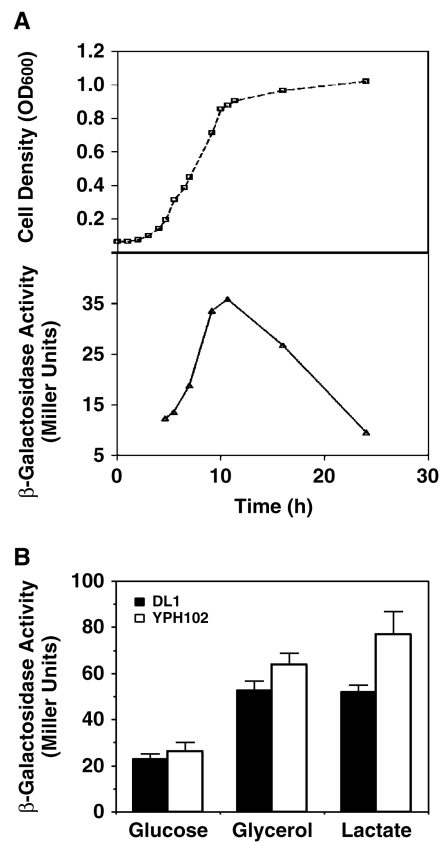 A
Cell Density (OD600)
1.2
1.0
0.8
0.6
0.4
0.2
β-Galactosidase Activity
(Miller Units)
35
25
15
5
0
10
20
30
Time (h)
B
β-Galactosidase Activity
(Miller Units)
100
80
60
40
20
0
DL1
YPH102
Glucose
Glycerol
Lactate